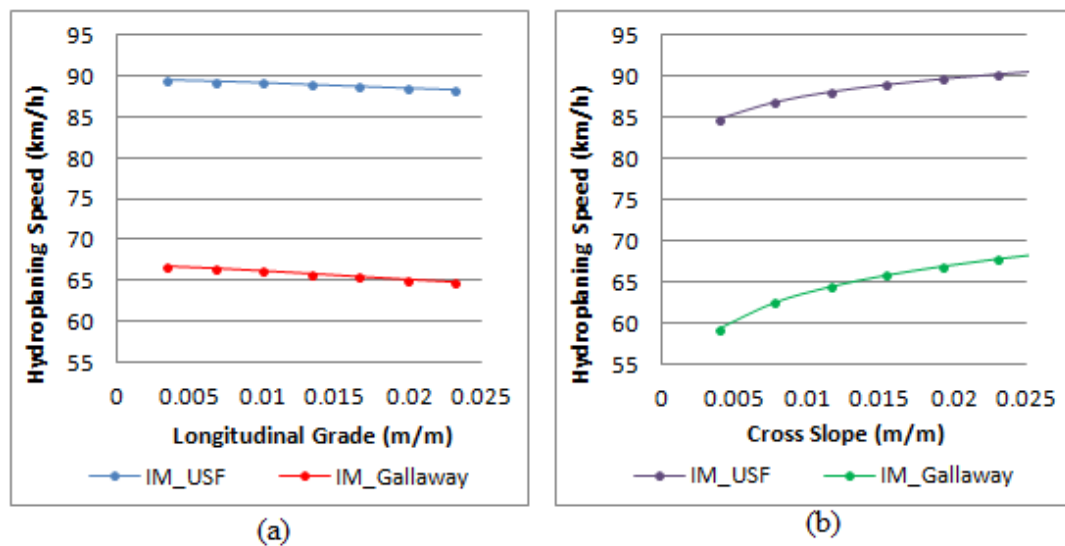 Hydroplaning Speed (km/h)
95
90
85
80
75
70
65
60
55
0 0.005 0.01 0.015 0.02 0.025
Longitudinal Grade (m/m)
IM_USF IM_Gallaway
(a)
Hydroplaning Speed (km/h)
95
90
85
80
75
70
65
60
55
0 0.005 0.01 0.015 0.02 0.025
Cross Slope (m/m)
IM_USF IM_Gallaway
(b)